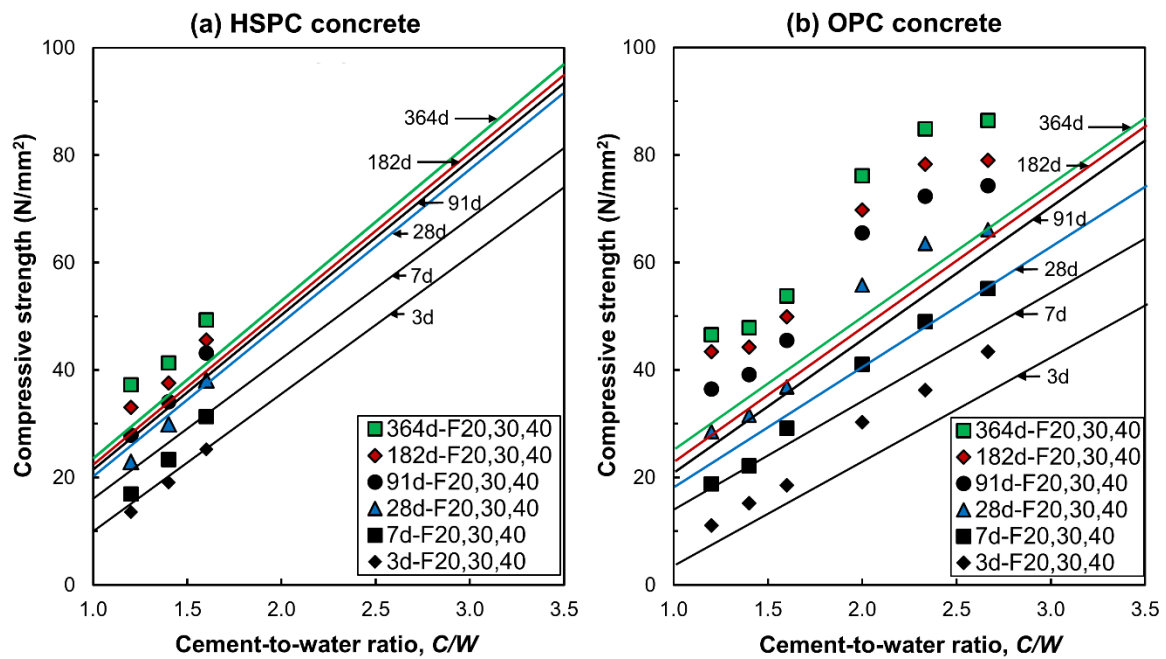 (a) HSPC concrete
Compressive strength (N/mm²)
100
80
60
40
20
0
364d
182d
91d
28d
7d
3d
364d-F20,30,40
182d-F20,30,40
91d-F20,30,40
28d-F20,30,40
7d-F20,30,40
3d-F20,30,40
1.0 1.5 2.0 2.5 3.0 3.5
Cement-to-water ratio, C/W
(b) OPC concrete
Compressive strength (N/mm²)
100
80
60
40
20
0
364d
182d
91d
28d
7d
3d
364d-F20,30,40
182d-F20,30,40
91d-F20,30,40
28d-F20,30,40
7d-F20,30,40
3d-F20,30,40
1.0 1.5 2.0 2.5 3.0 3.5
Cement-to-water ratio, C/W